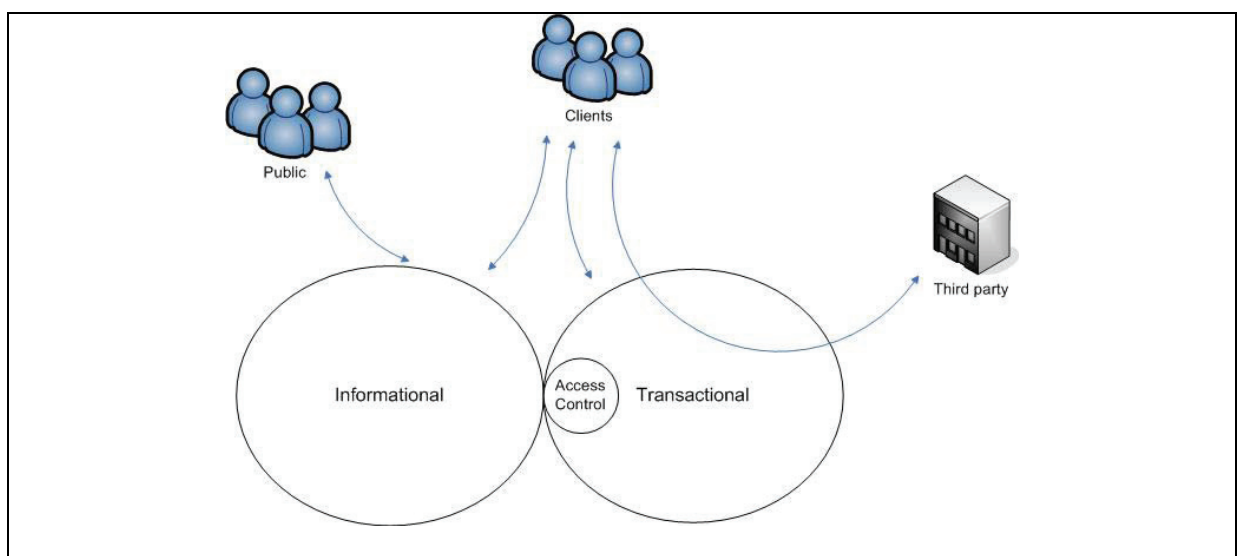 Clients
Public
Third party
Informational
Access
Control
Transactional